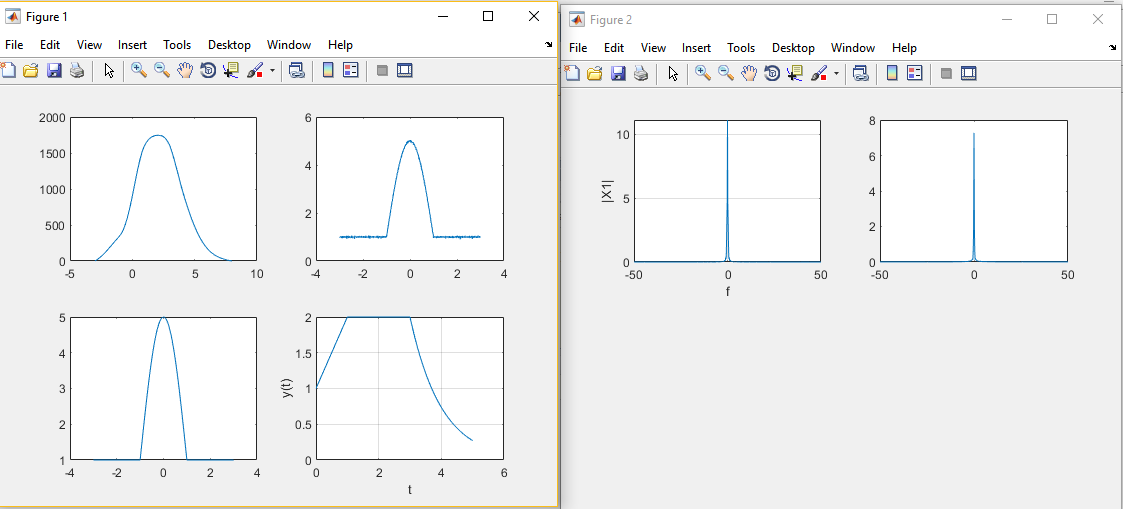 Figure 1
File Edit View Insert Tools Desktop Window Help
2000
1500
1000
500
0
-5 0 5 10
6
4
2
0
-4 -2 0 2 4
5
4
3
2
1
-4 -2 0 2 4
y(t)
2
1.5
1
0.5
0
0 2 4 6
t
Figure 2
File Edit View Insert Tools Desktop Window Help
|X1|
10
5
0
-50 0 50
f
8
6
4
2
0
-50 0 50